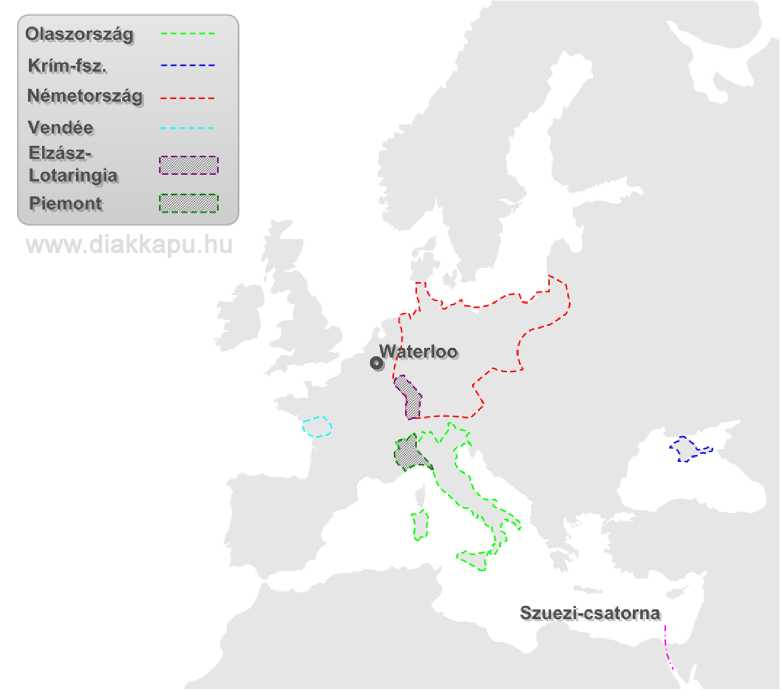 Olaszország
Krím-fsz.
Németország
Vendée
Elzász-
Lotaringia
Piemont
www.diakkapu.hu
Waterloo
Szuezi-csatorna